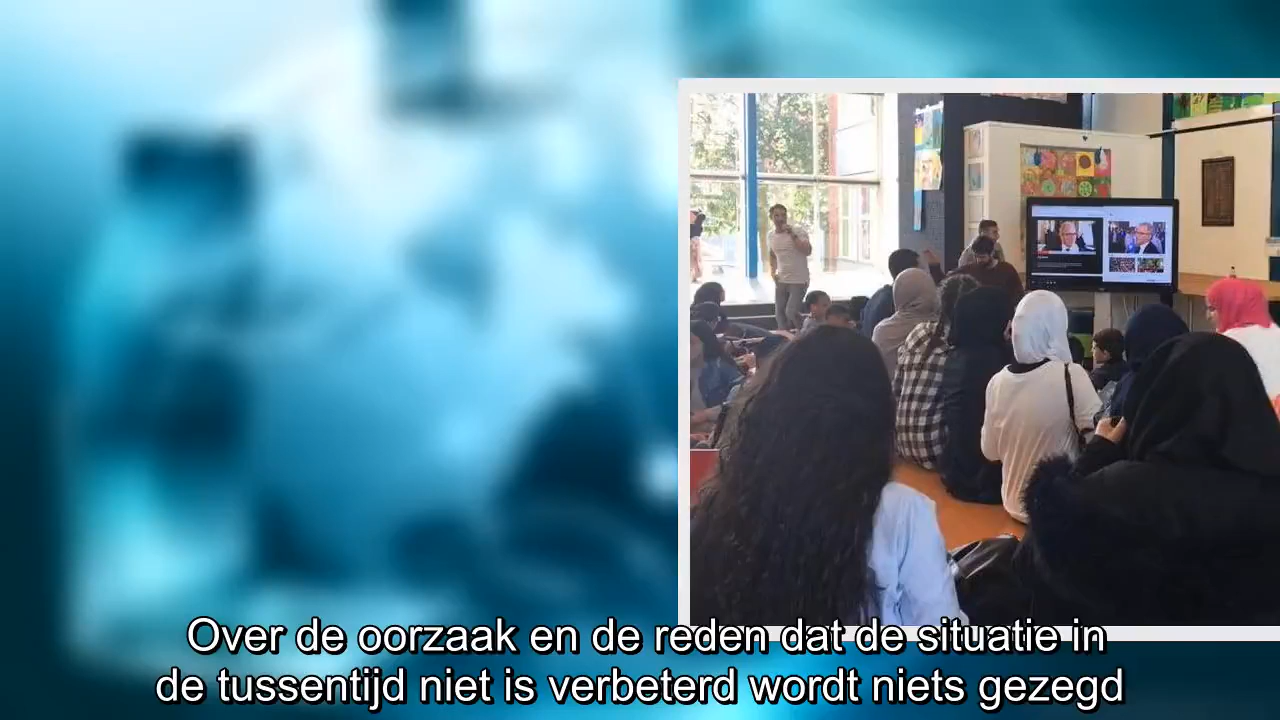 Over de oorzaak en de reden dat de situatie in
de tussentijd niet is verbeterd wordt niets gezegd